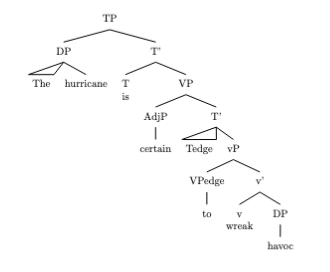 TP
DP T'
The hurricane T VP
is
AdjP T'
certain Tedge vP
VPedge v'
to v DP
wreak
havoc